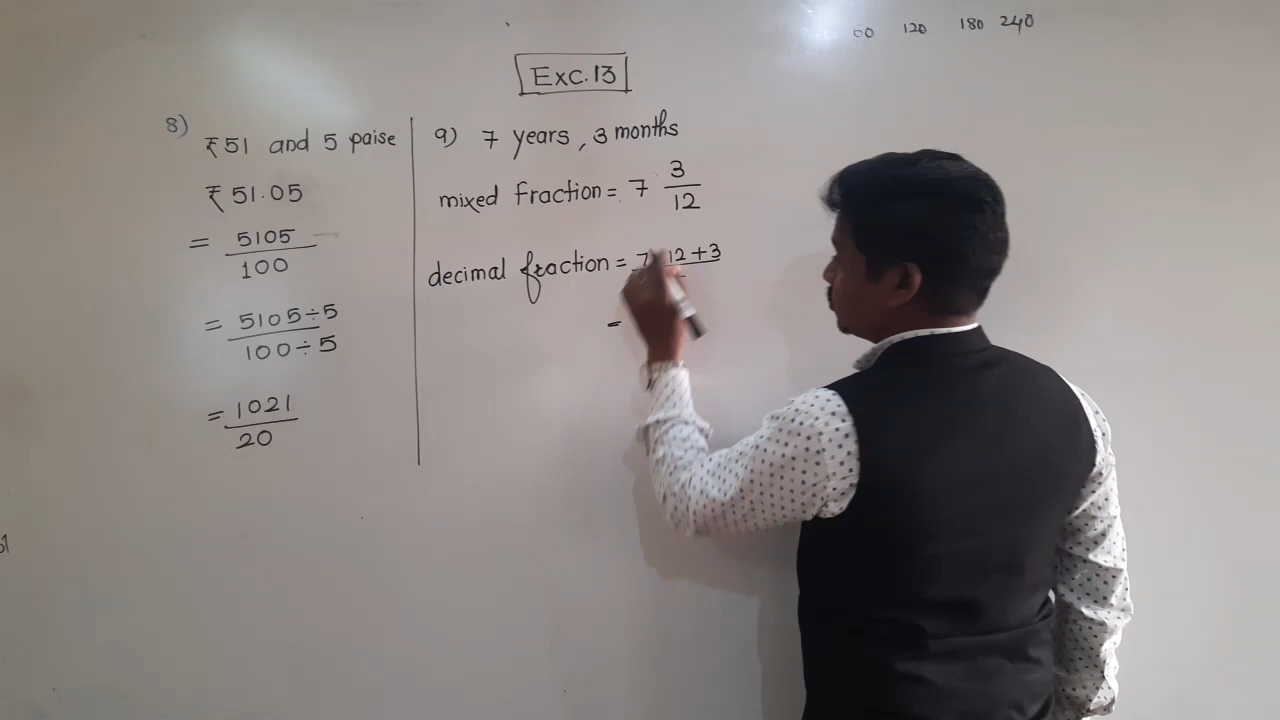 60 120 180 240
Exc.13
8)
₹51 and 5 paise
₹51.05
= 5105
100
= 5105÷5
100÷5
= 1021
20
9) 7 years, 3 months
mixed fraction = 7 3
12
decimal fraction = 7 12+3
=